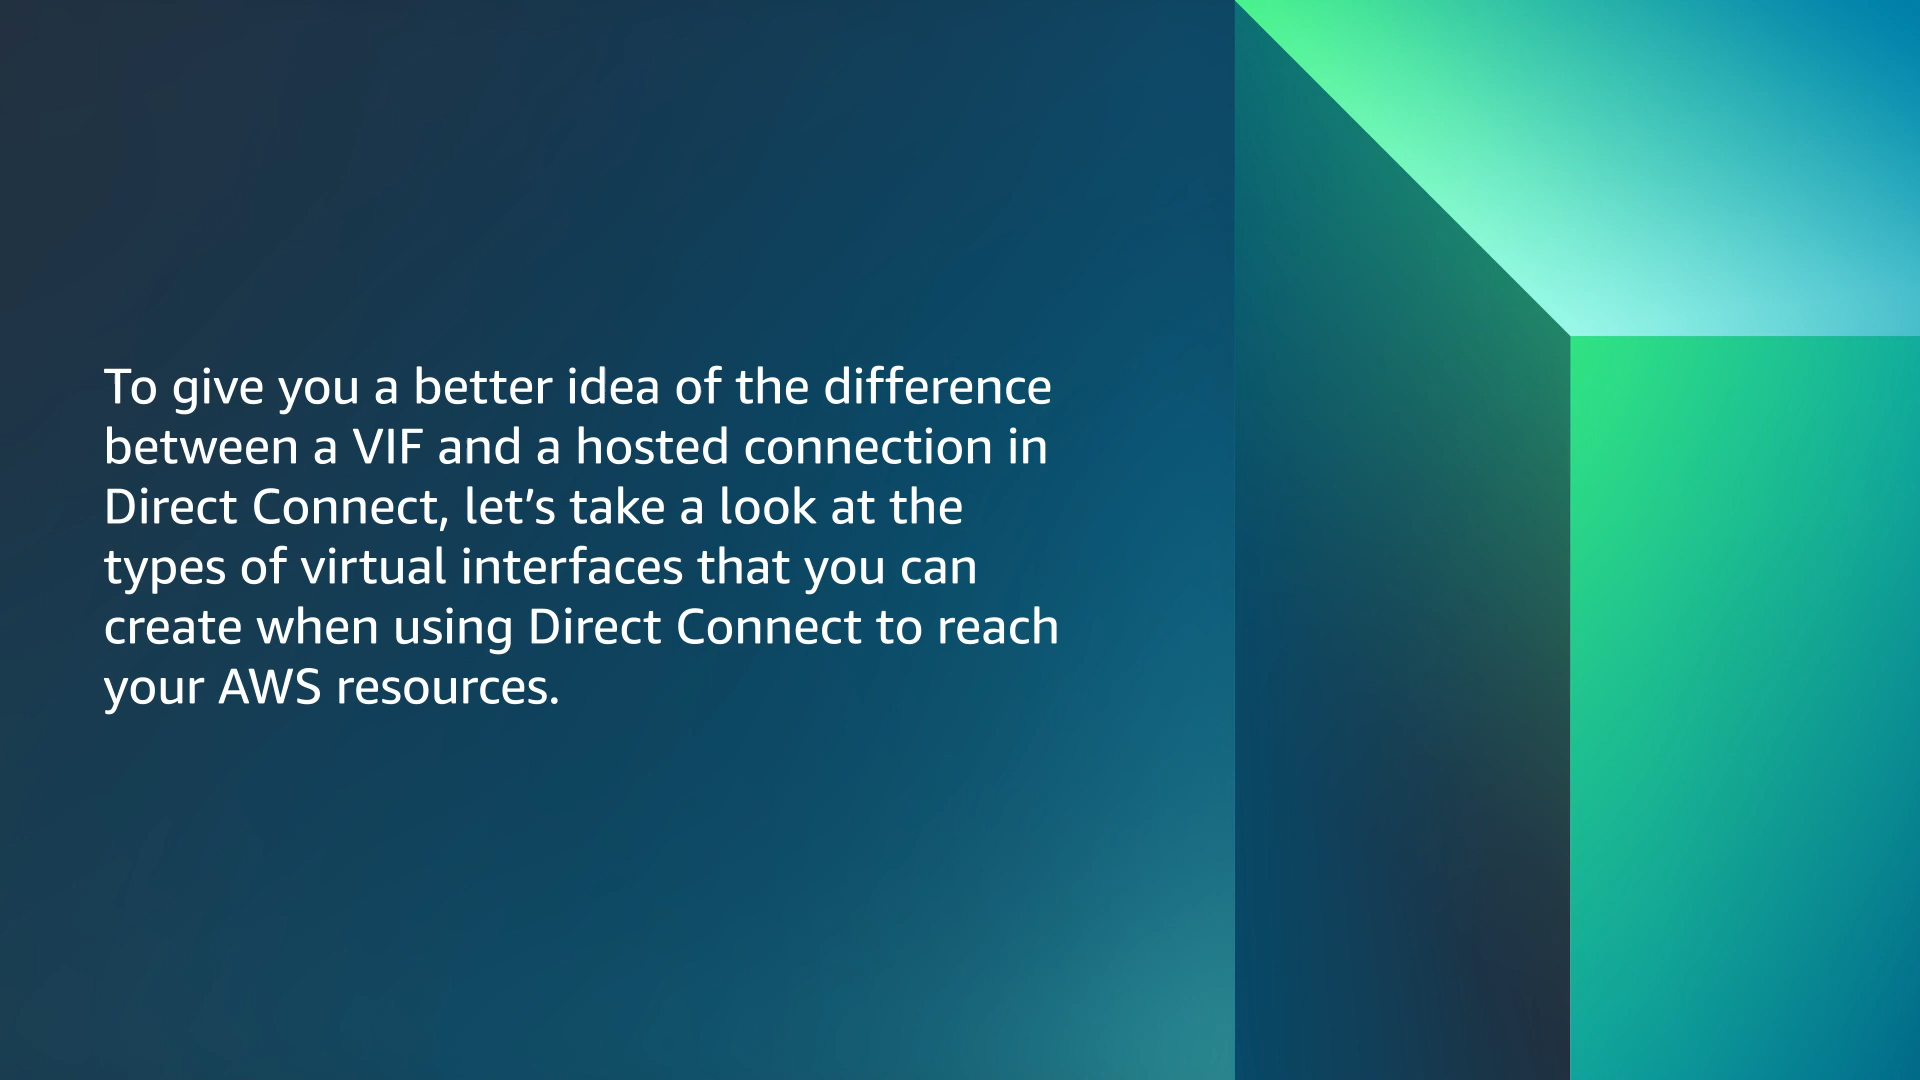 To give you a better idea of the difference
between a VIF and a hosted connection in
Direct Connect, let’s take a look at the
types of virtual interfaces that you can
create when using Direct Connect to reach
your AWS resources.